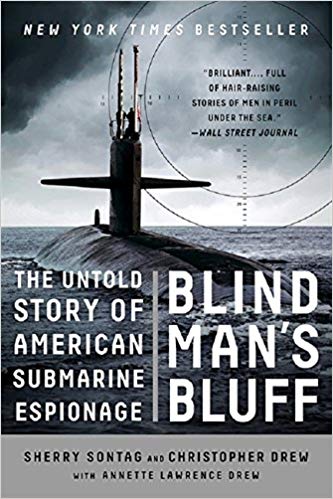 NEW YORK TIMES BESTSELLER
"BRILLIANT.... FULL
OF HAIR-RAISING
STORIES OF MEN IN PERIL
UNDER THE SEA."
—WALL STREET JOURNAL
THE UNTOLD
STORY OF
AMERICAN
SUBMARINE
ESPIONAGE
BLIND
MAN'S
BLUFF
SHERRY SONTAG AND CHRISTOPHER DREW
WITH ANNETTE LAWRENCE DREW